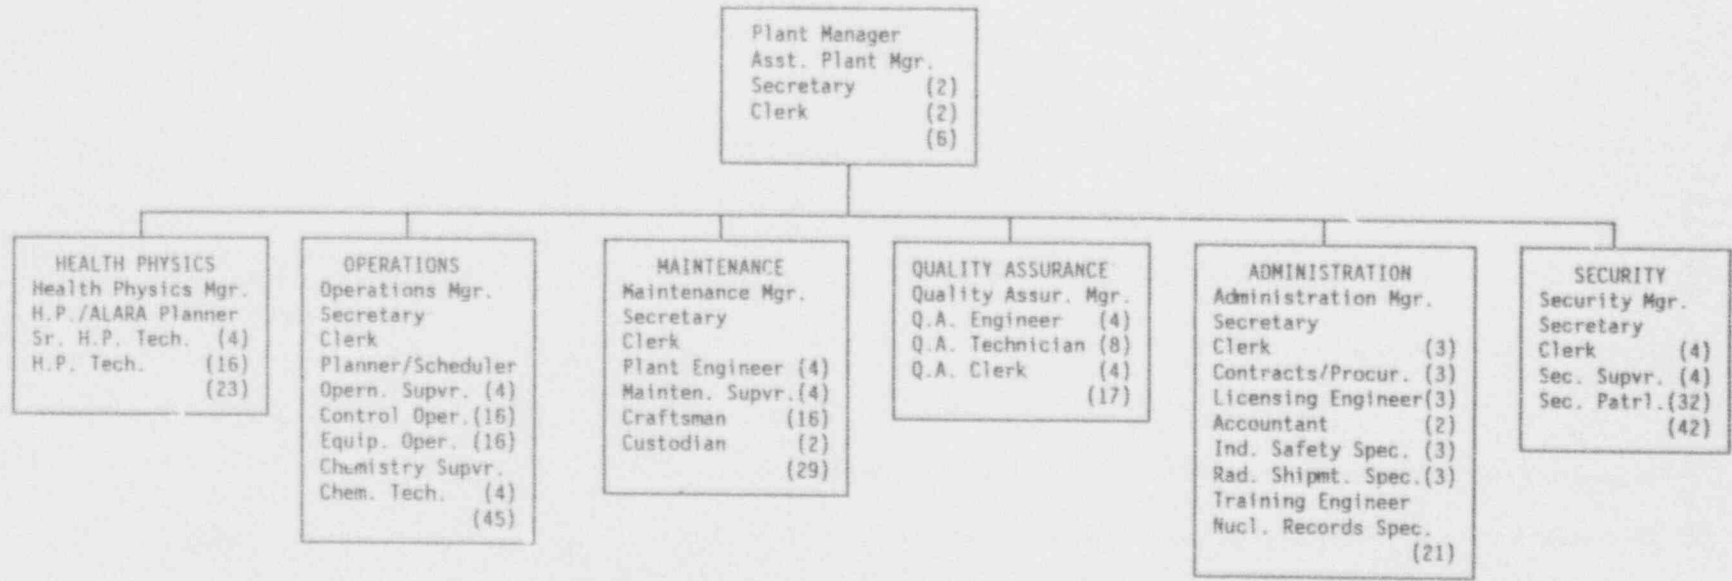 Plant Manager
Asst. Plant Mgr.
Secretary (2)
Clerk (2)
(6)
HEALTH PHYSICS
Health Physics Mgr.
H.P./ALARA Planner
Sr. H.P. Tech. (4)
H.P. Tech. (16)
(23)
OPERATIONS
Operations Mgr.
Secretary
Clerk
Planner/Scheduler
Opern. Supvr. (4)
Control Oper. (16)
Equip. Oper. (16)
Chemistry Supvr.
Chem. Tech. (4)
(45)
MAINTENANCE
Maintenance Mgr.
Secretary
Clerk
Plant Engineer (4)
Mainten. Supvr. (4)
Craftsman (16)
Custodian (2)
(29)
QUALITY ASSURANCE
Quality Assur. Mgr.
Q.A. Engineer (4)
Q.A. Technician (8)
Q.A. Clerk (4)
(17)
ADMINISTRATION
Administration Mgr.
Secretary
Clerk (3)
Contracts/Procur. (3)
Licensing Engineer (3)
Accountant (2)
Ind. Safety Spec. (3)
Rad. Shipmt. Spec. (3)
Training Engineer
Nucl. Records Spec.
(21)
SECURITY
Security Mgr.
Secretary
Clerk (4)
Sec. Supvr. (4)
Sec. Patrl. (32)
(42)